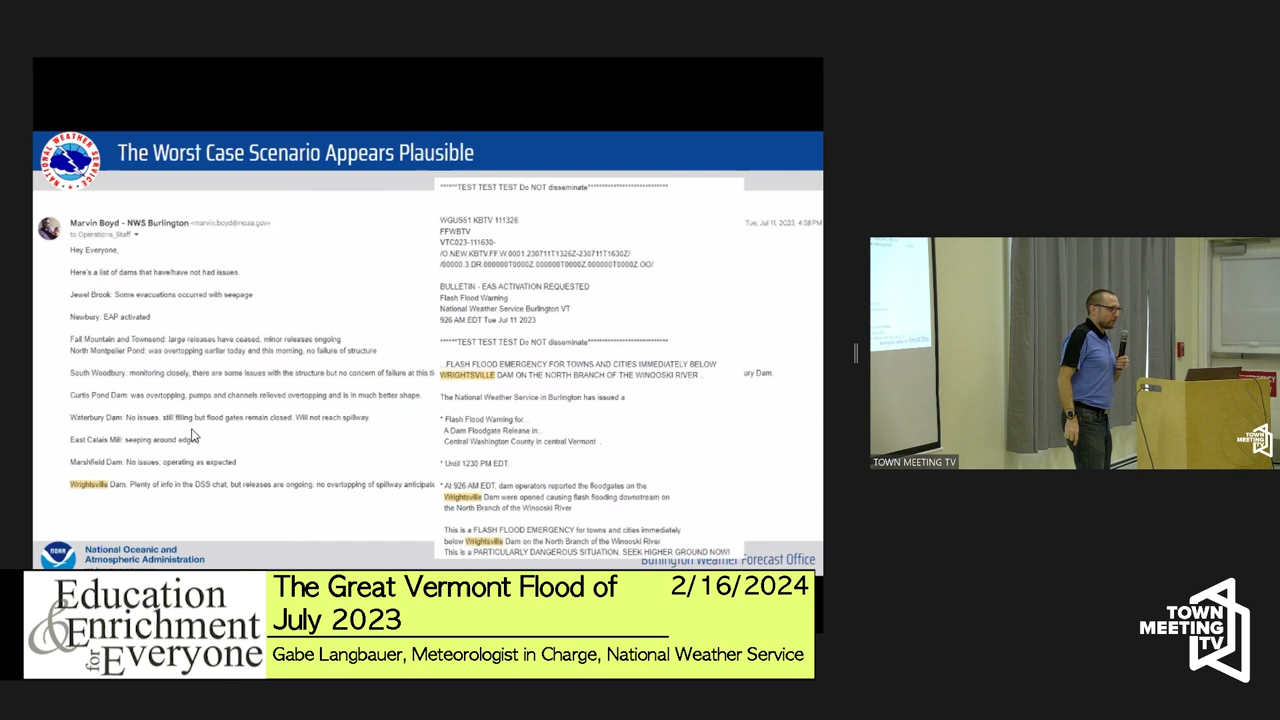 The Worst Case Scenario Appears Plausible
NATIONAL WEATHER SERVICE
Marvin Boyd - NWS Burlington <marvin.boyd@noaa.gov>
to Operations_Staff
Tue, Jul 11, 2023, 4:58 PM
Hey Everyone,
Here's a list of dams that have/have not had issues.
Jewel Brook: Some evacuations occurred with seepage
Newbury: EAP activated
Fall Mountain and Townsend: large releases have ceased, minor releases ongoing
North Montpelier Pond: was overtopping earlier today and this morning, no failure of structure
South Woodbury: monitoring closely, there are some issues with the structure but no concern of failure at this ti
ury Dam.
Curtis Pond Dam: was overtopping, pumps and channels relieved overtopping and is in much better shape.
Waterbury Dam: No issues, still filling but flood gates remain closed. Will not reach spillway.
East Calais Mill: seeping around edg
Marshfield Dam: No issues, operating as expected
Wrightsville Dam: Plenty of info in the DSS chat, but releases are ongoing; no overtopping of spillway anticipate
******TEST TEST TEST Do NOT disseminate***************************
WGUS51 KBTV 111326
FFWBTV
VTC023-111630-
/O.NEW.KBTV.FF.W.0001.230711T1326Z-230711T1630Z/
/00000.3.DR.000000T0000Z.000000T0000Z.000000T0000Z.OO/
BULLETIN - EAS ACTIVATION REQUESTED
Flash Flood Warning
National Weather Service Burlington VT
926 AM EDT Tue Jul 11 2023
******TEST TEST TEST Do NOT disseminate***************************
...FLASH FLOOD EMERGENCY FOR TOWNS AND CITIES IMMEDIATELY BELOW
WRIGHTSVILLE DAM ON THE NORTH BRANCH OF THE WINOOSKI RIVER...
The National Weather Service in Burlington has issued a
* Flash Flood Warning for...
A Dam Floodgate Release in...
Central Washington County in central Vermont...
* Until 1230 PM EDT.
* At 926 AM EDT, dam operators reported the floodgates on the
Wrightsville Dam were opened causing flash flooding downstream on
the North Branch of the Winooski River
This is a FLASH FLOOD EMERGENCY for towns and cities immediately
below Wrightsville Dam on the North Branch of the Winooski River.
This is a PARTICULARLY DANGEROUS SITUATION. SEEK HIGHER GROUND NOW!
NOAA
National Oceanic and
Atmospheric Administration
Burlington Weather Forecast Office
Education
& Enrichment
for Everyone
The Great Vermont Flood of
July 2023
2/16/2024
Gabe Langbauer, Meteorologist in Charge, National Weather Service
TOWN MEETING TV
TOWN
MEETING
TV
TOWN
MEETING
TV